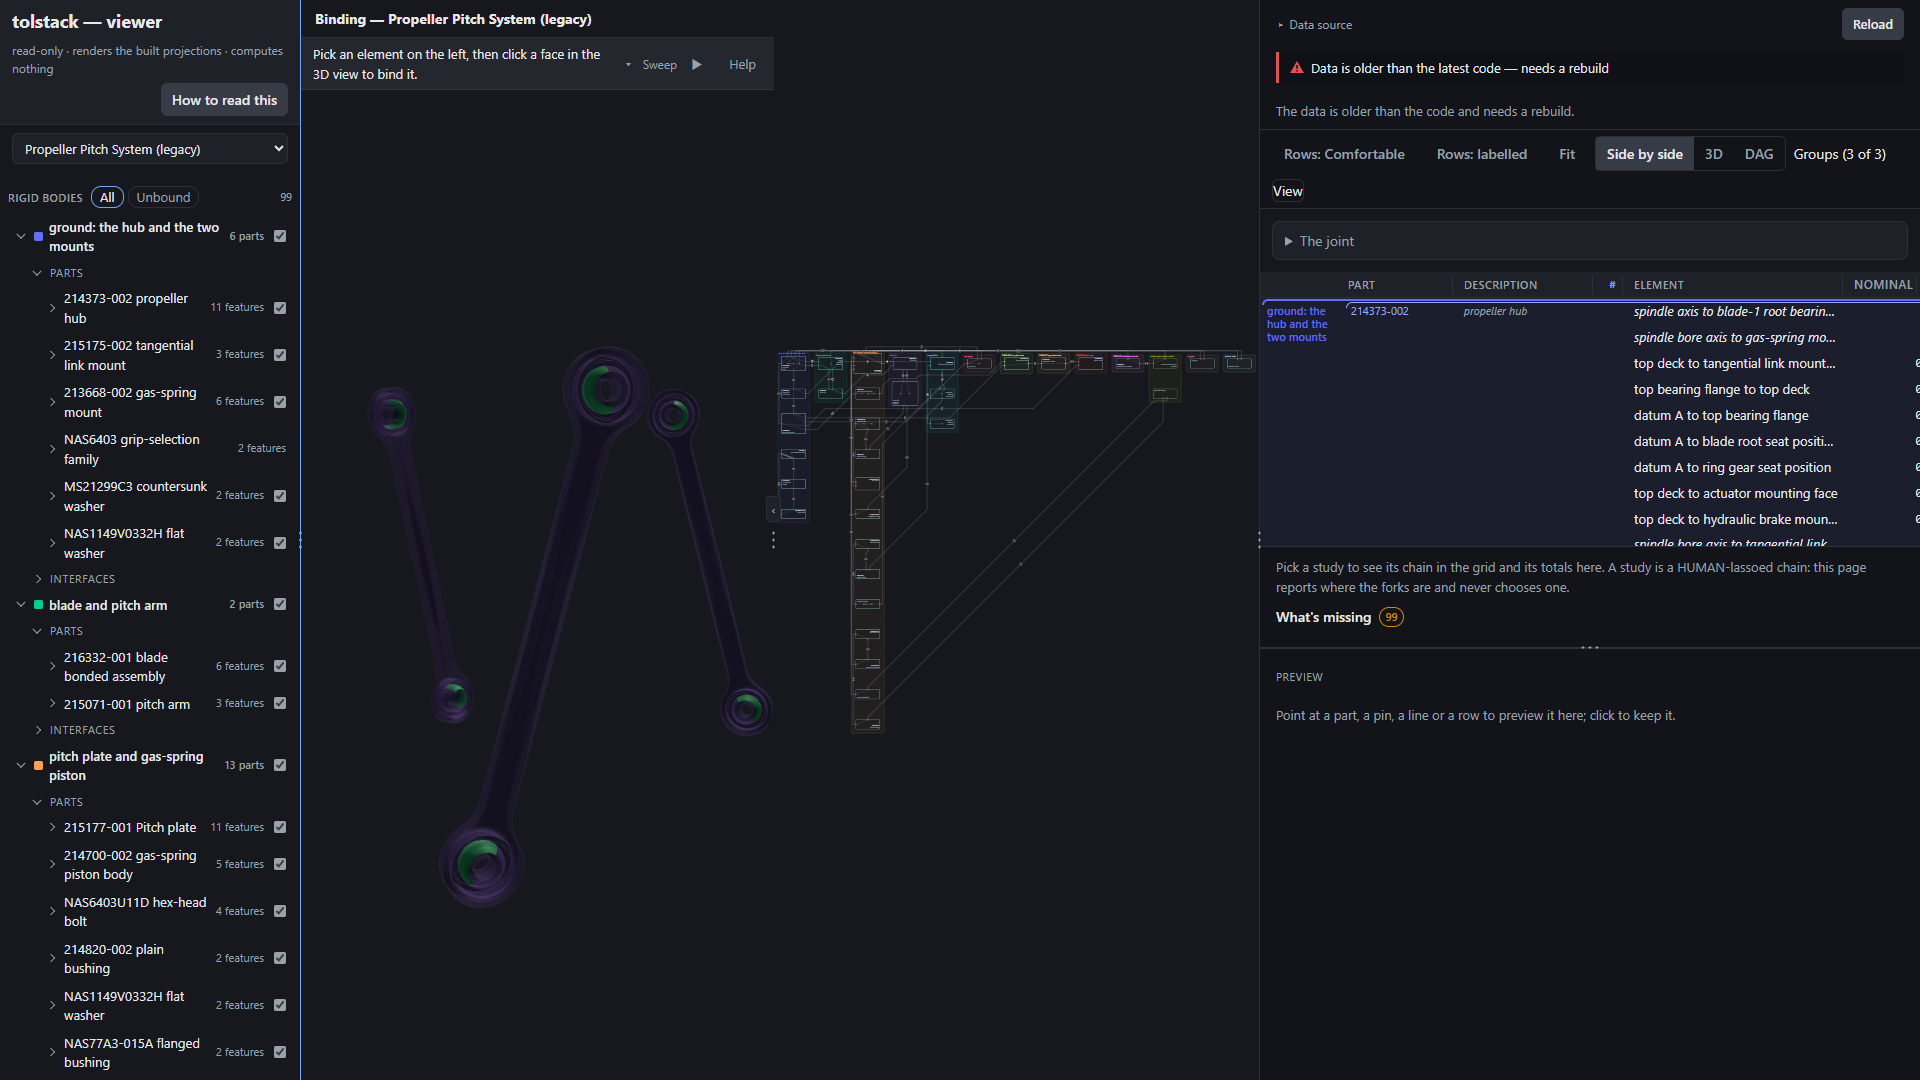 tolstack — viewer
read-only · renders the built projections · computes
nothing
How to read this
Propeller Pitch System (legacy)
RIGID BODIES All Unbound 99
ground: the hub and the two
mounts
6 parts
PARTS
214373-002 propeller
hub
11 features
215175-002 tangential
link mount
3 features
213668-002 gas-spring
mount
6 features
NAS6403 grip-selection
family
2 features
MS21299C3 countersunk
washer
2 features
NAS1149V0332H flat
washer
2 features
INTERFACES
blade and pitch arm 2 parts
PARTS
216332-001 blade
bonded assembly
6 features
215071-001 pitch arm 3 features
INTERFACES
pitch plate and gas-spring
piston
13 parts
PARTS
215177-001 Pitch plate 11 features
214700-002 gas-spring
piston body
5 features
NAS6403U11D hex-head
bolt
4 features
214820-002 plain
bushing
2 features
NAS1149V0332H flat
washer
2 features
NAS77A3-015A flanged
bushing
2 features
Binding — Propeller Pitch System (legacy)
Pick an element on the left, then click a face in the
3D view to bind it.
Sweep Help
Data source Reload
Data is older than the latest code — needs a rebuild
The data is older than the code and needs a rebuild.
Rows: Comfortable Rows: labelled Fit Side by side 3D DAG Groups (3 of 3)
View
The joint
PART DESCRIPTION # ELEMENT NOMINAL
ground: the
hub and the
two mounts
214373-002 propeller hub spindle axis to blade-1 root bearin...
spindle bore axis to gas-spring mo...
top deck to tangential link mount...
top bearing flange to top deck
datum A to top bearing flange
datum A to blade root seat positi...
datum A to ring gear seat position
top deck to actuator mounting face
top deck to hydraulic brake moun...
spindle bore axis to tangential link
Pick a study to see its chain in the grid and its totals here. A study is a HUMAN-lassoed chain: this page
reports where the forks are and never chooses one.
What's missing 99
PREVIEW
Point at a part, a pin, a line or a row to preview it here; click to keep it.